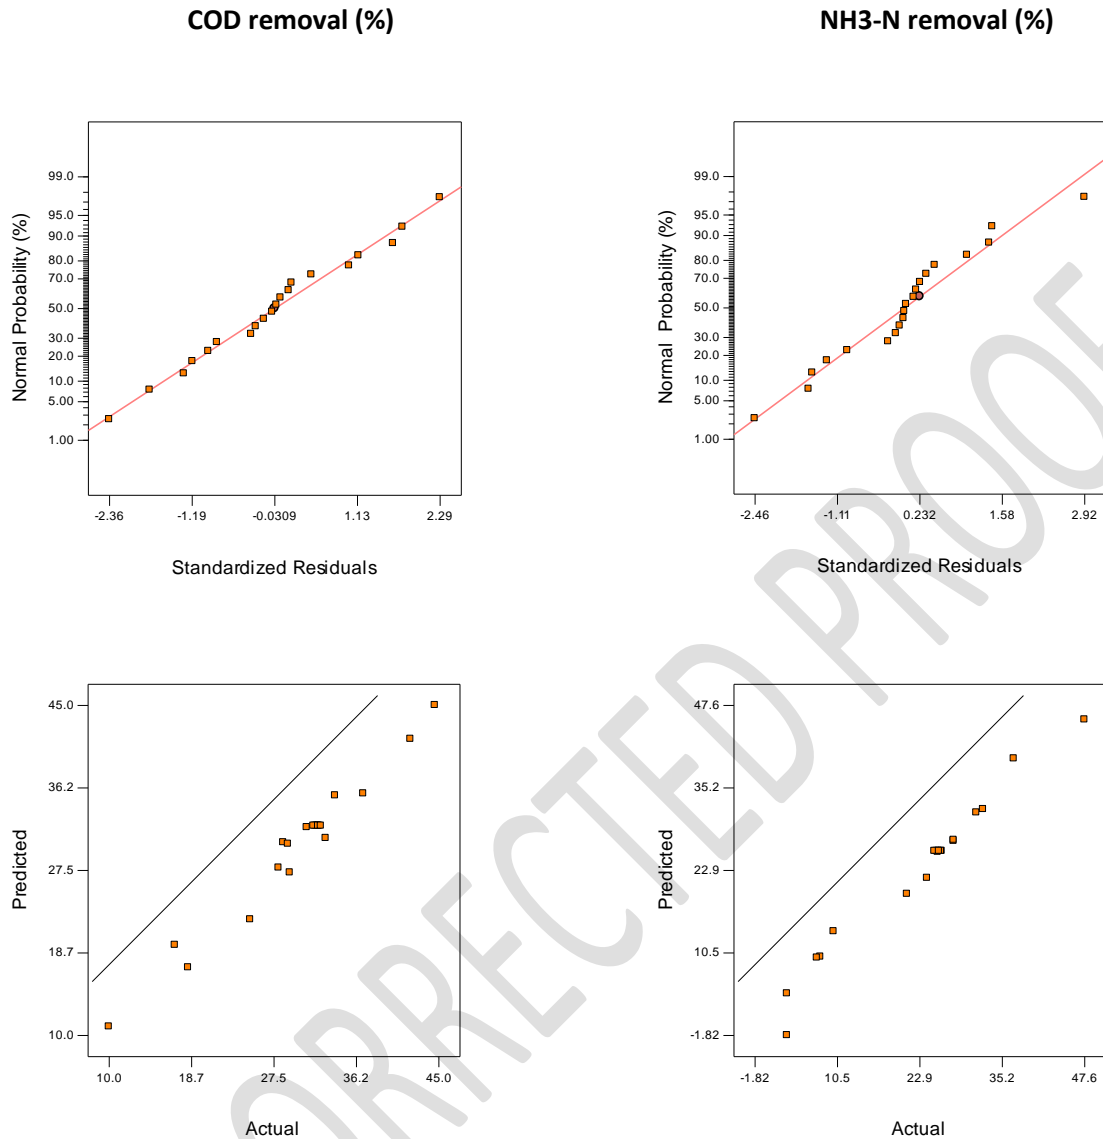 COD removal (%)
NH3-N removal (%)
Normal Probability (%)
99.0
95.0
90.0
80.0
70.0
50.0
30.0
20.0
10.0
5.00
1.00
-2.36 -1.19 -0.0309 1.13 2.29
Standardized Residuals
Normal Probability (%)
99.0
95.0
90.0
80.0
70.0
50.0
30.0
20.0
10.0
5.00
1.00
-2.46 -1.11 0.232 1.58 2.92
Standardized Residuals
Predicted
45.0
36.2
27.5
18.7
10.0
10.0 18.7 27.5 36.2 45.0
Actual
Predicted
47.6
35.2
22.9
10.5
-1.82
-1.82 10.5 22.9 35.2 47.6
Actual
ORRECTED PROOF